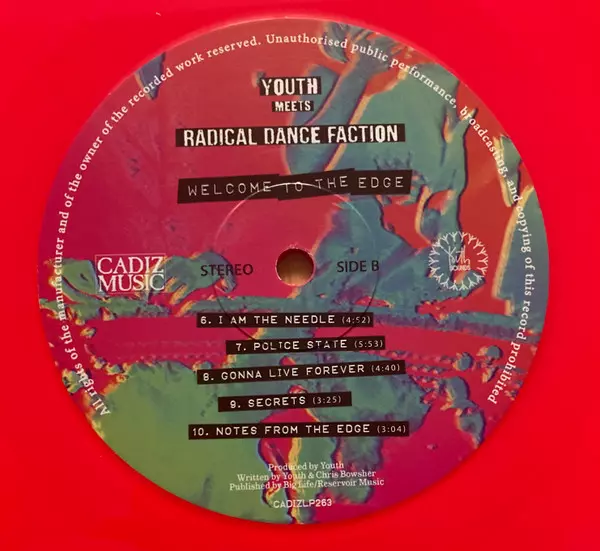 All rights of the manufacturer and of the owner of the recorded work reserved. Unauthorised public performance, broadcasting, and copying of this record prohibited
YOUTH
MEETS
RADICAL DANCE FACTION
WELCOME TO THE EDGE
CADIZ
MUSIC
STEREO
SIDE B
SOUNDS
6. I AM THE NEEDLE (4:52)
7. POLICE STATE (5:53)
8. GONNA LIVE FOREVER (4:40)
9. SECRETS (3:25)
10. NOTES FROM THE EDGE (3:04)
Produced by Youth
Written by Youth & Chris Bowsher
Published by Big Life/Reservoir Music
CADIZLP263